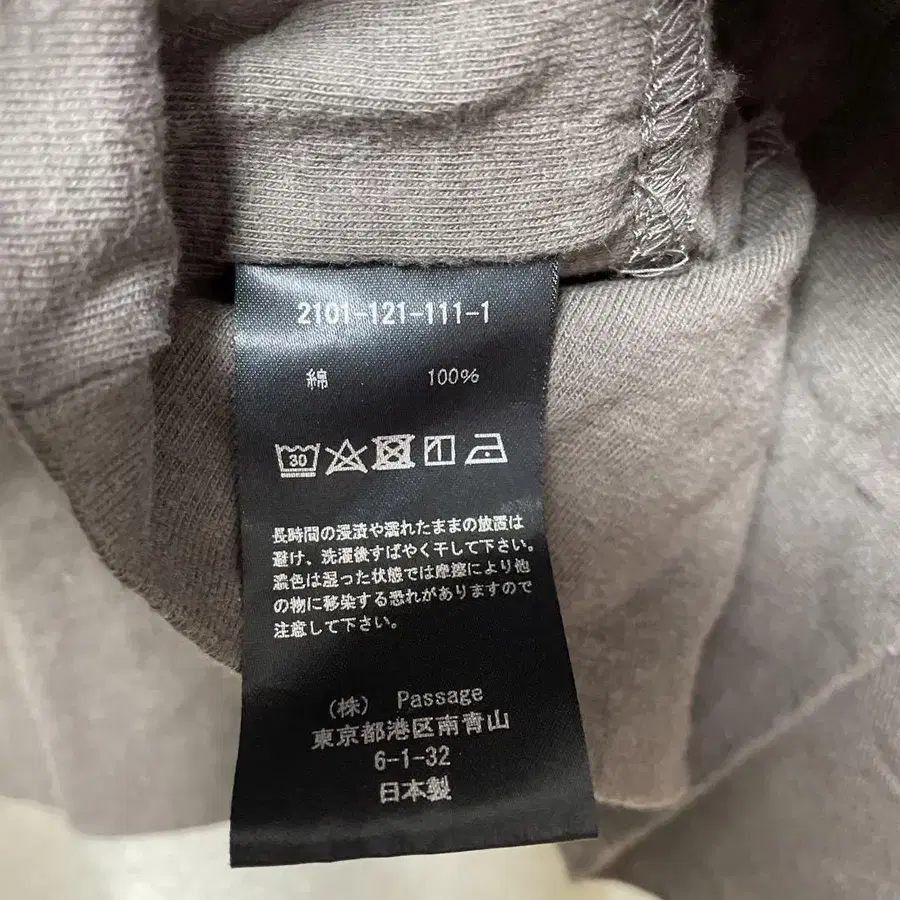 2101-121-111-1
綿 100%
30
長時間の浸漬や濡れたままの放置は
避け、洗濯後すばやく干して下さい。
濃色は湿った状態では摩擦により他
の物に移染する恐れがありますので
注意して下さい。
(株) Passage
東京都港区南青山
6-1-32
日本製